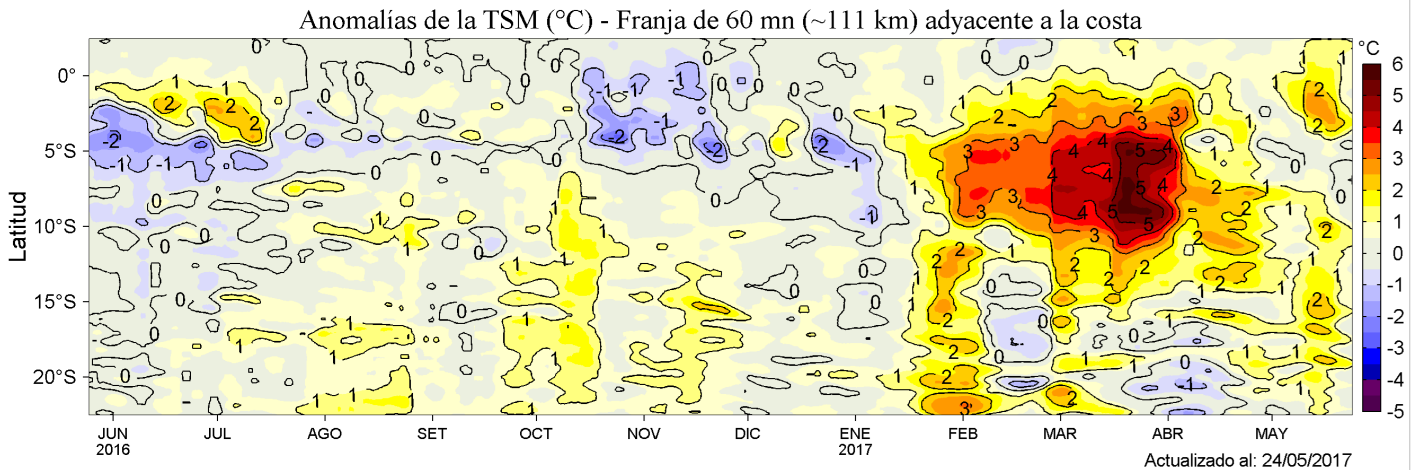 Anomalías de la TSM (°C) - Franja de 60 mn (~111 km) adyacente a la costa
°C
6
5
4
3
2
1
0
-1
-2
-3
-4
-5
Latitud
0°
5°S
10°S
15°S
20°S
JUN JUL AGO SET OCT NOV DIC ENE FEB MAR ABR MAY
2016 2017
Actualizado al: 24/05/2017